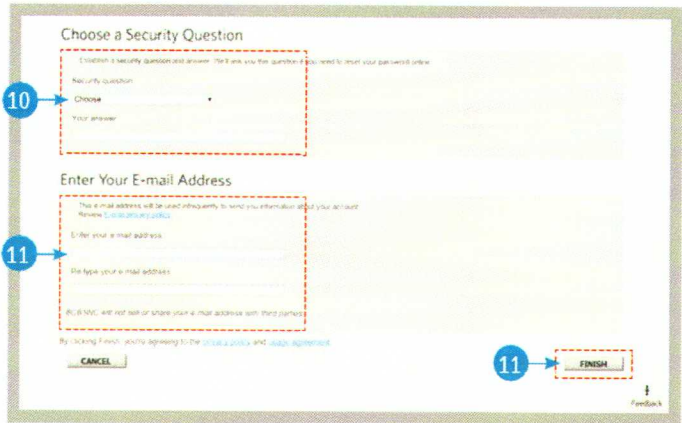 Choose a Security Question
Establish a security question and answer. We'll ask you this question if you need to reset your password online.
Security question
10
Choose
Your answer
Enter Your E-mail Address
This e-mail address will be used infrequently to send you information about your account.
Review privacy policy
Enter your e-mail address
11
Re-type your e-mail address
will not sell or share your e-mail address with third parties
By clicking Finish, you're agreeing to the privacy policy and usage agreement
CANCEL
11
FINISH
Feedback